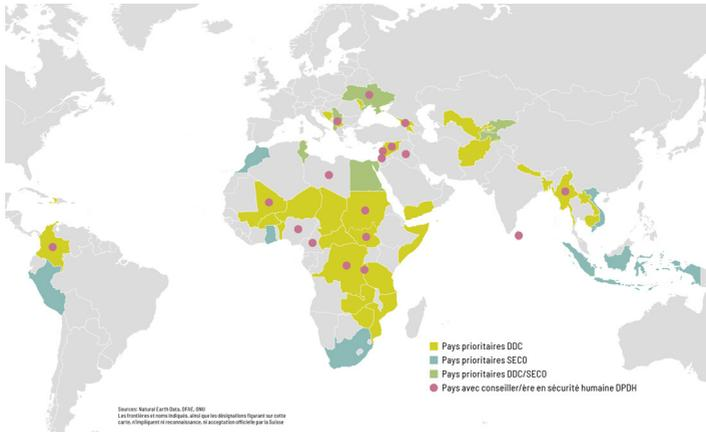 Pays prioritaires DDC
Pays prioritaires SECO
Pays prioritaires DDC/SECO
Pays avec conseiller/ère en sécurité humaine DPDH
Sources: Natural Earth Data, DFAE, ONU
Les frontières et noms indiqués, ainsi que les désignations figurant sur cette
carte, n'impliquent ni reconnaissance, ni acceptation officielle par la Suisse